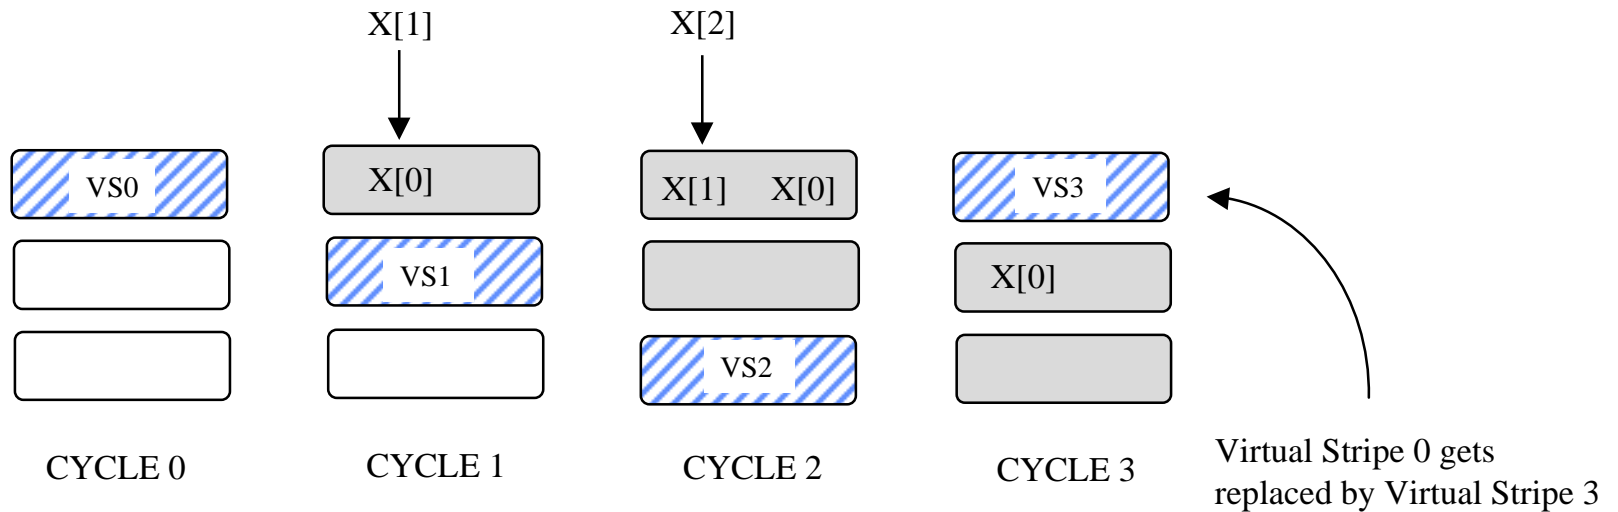 X[1]
X[2]
VS0
X[0]
X[1] X[0]
VS3
VS1
X[0]
VS2
CYCLE 0
CYCLE 1
CYCLE 2
CYCLE 3
Virtual Stripe 0 gets
replaced by Virtual Stripe 3